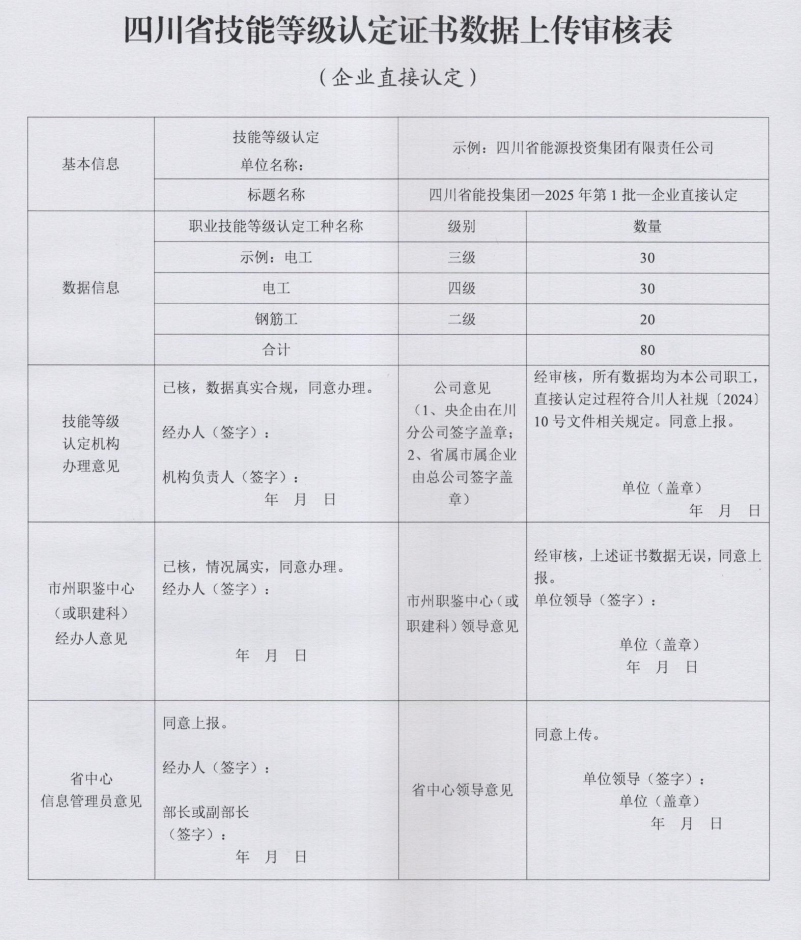 四川省技能等级认定证书数据上传审核表
（企业直接认定）
基本信息
技能等级认定
单位名称：
示例：四川省能源投资集团有限责任公司
标题名称
四川省能投集团—2025 年第 1 批—企业直接认定
数据信息
职业技能等级认定工种名称
级别
数量
示例：电工
三级
30
电工
四级
30
钢筋工
二级
20
合计
80
技能等级
认定机构
办理意见
已核，数据真实合规，同意办理。
经办人（签字）：
机构负责人（签字）：
年 月 日
公司意见
（1、央企由在川
分公司签字盖章；
2、省属市属企业
由总公司签字盖
章）
经审核，所有数据均为本公司职工，
直接认定过程符合川人社规〔2024〕
10 号文件相关规定。同意上报。
单位（盖章）
年 月 日
市州职鉴中心
（或职建科）
经办人意见
已核，情况属实，同意办理。
经办人（签字）：
年 月 日
市州职鉴中心（或
职建科）领导意见
经审核，上述证书数据无误，同意上
报。
单位领导（签字）：
单位（盖章）
年 月 日
省中心
信息管理员意见
同意上报。
经办人（签字）：
部长或副部长
（签字）：
年 月 日
省中心领导意见
同意上传。
单位领导（签字）：
单位（盖章）
年 月 日